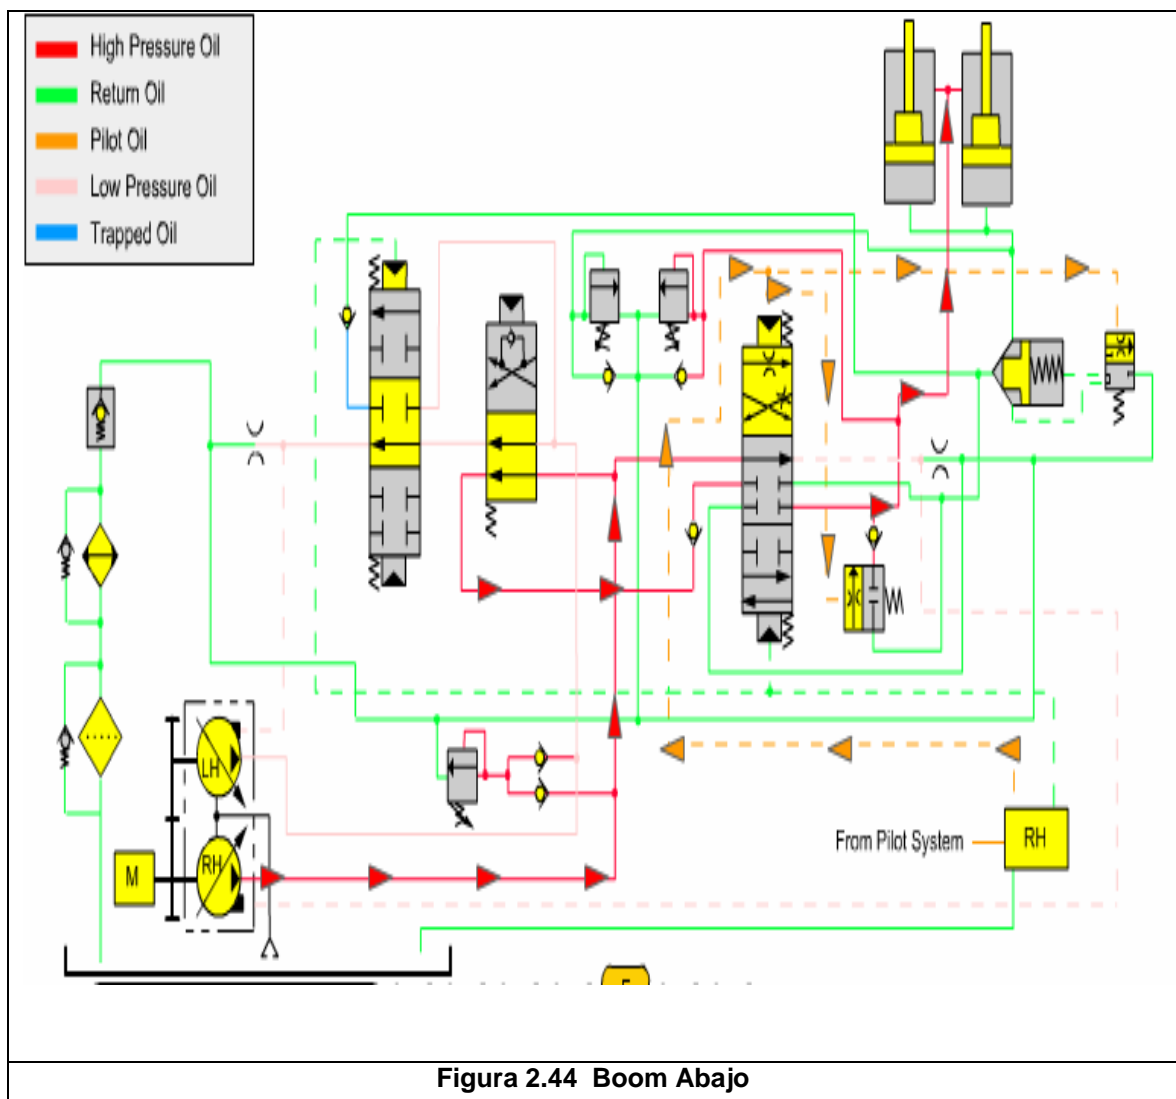 High Pressure Oil
Return Oil
Pilot Oil
Low Pressure Oil
Trapped Oil
LH
RH
M
From Pilot System
RH
Figura 2.44 Boom Abajo